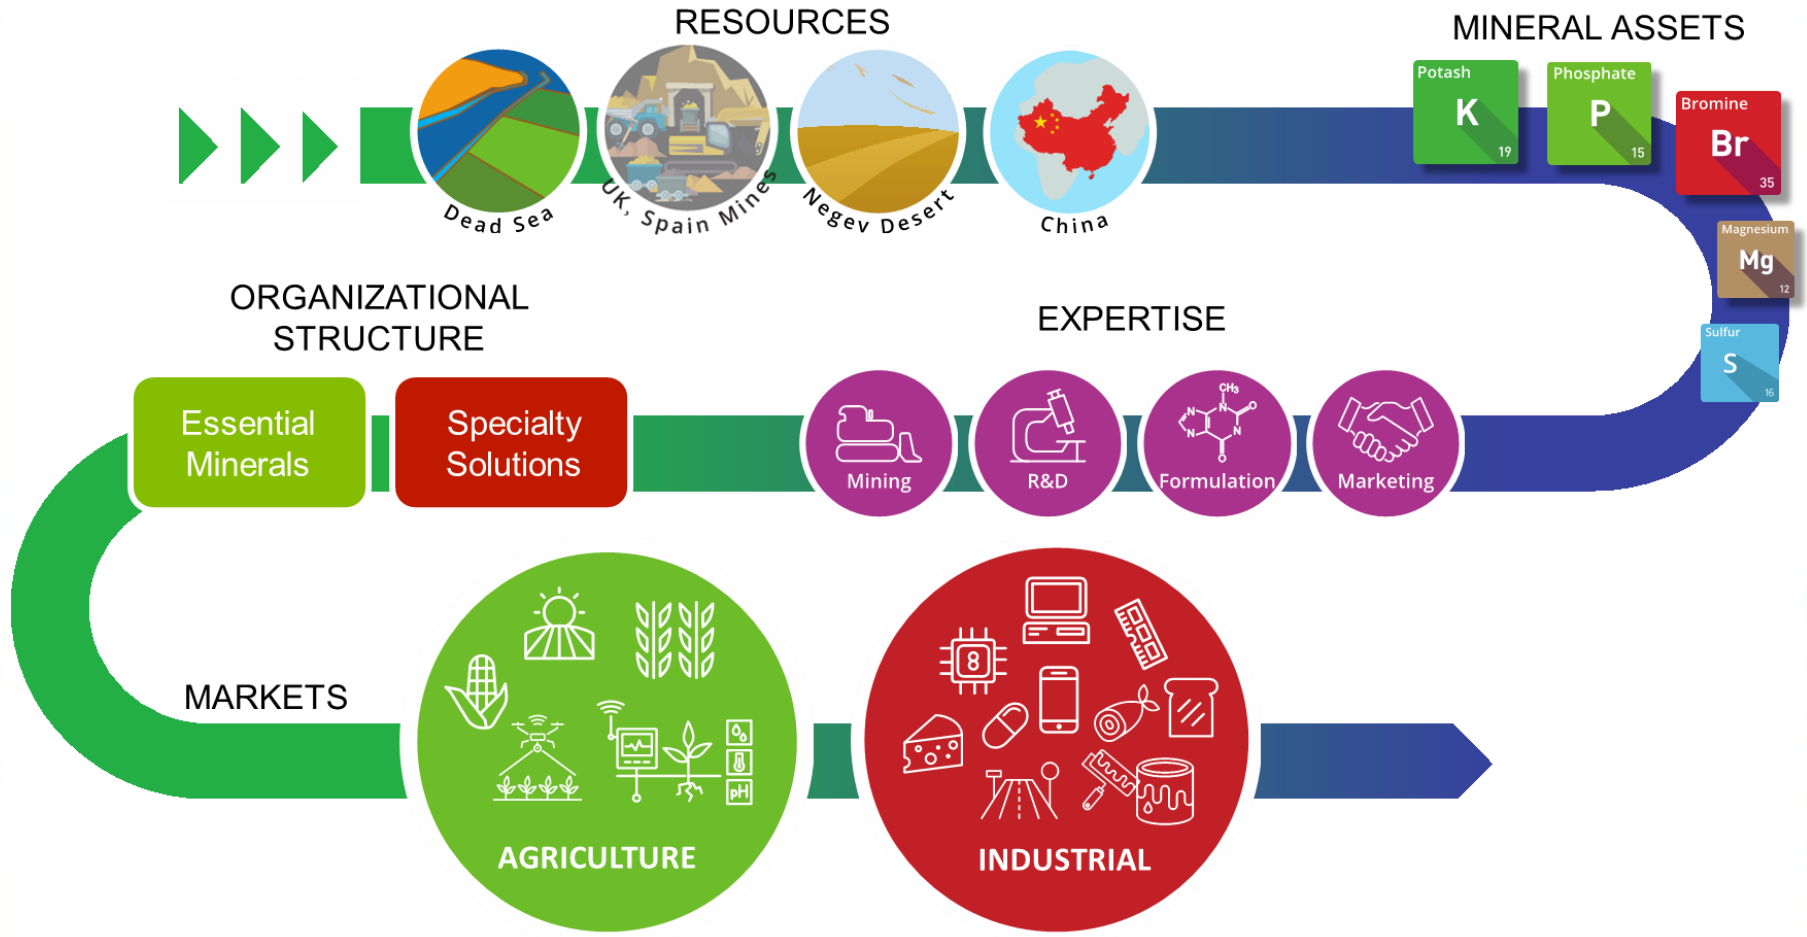 RESOURCES
MINERAL ASSETS
Dead Sea
UK, Spain Mines
Negev Desert
China
Potash
K
19
Phosphate
P
15
Bromine
Br
35
Magnesium
Mg
12
Sulfur
S
16
ORGANIZATIONAL
STRUCTURE
EXPERTISE
Essential
Minerals
Specialty
Solutions
Mining
R&D
CH₃
N
N
O
N
N
O
Formulation
Marketing
MARKETS
8
pH
AGRICULTURE
INDUSTRIAL